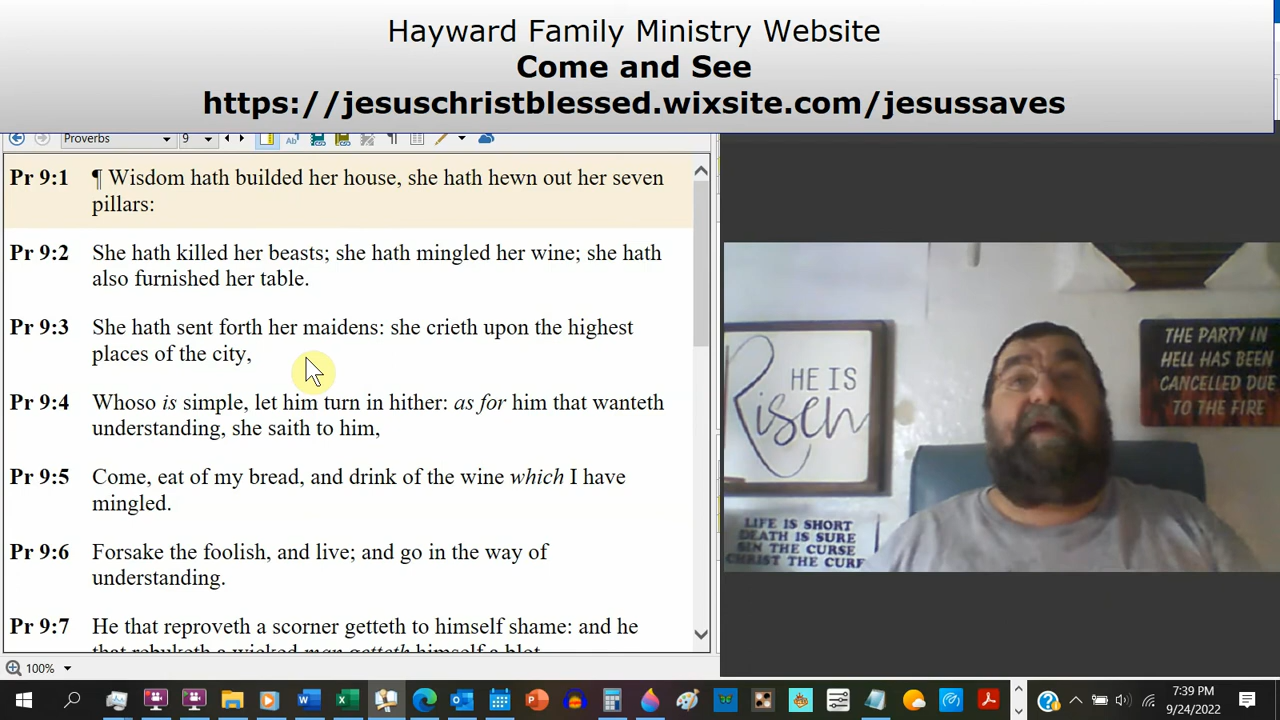 Hayward Family Ministry Website
Come and See
https://jesuschristblessed.wixsite.com/jesussaves
Proverbs 9
Pr 9:1 ¶ Wisdom hath builded her house, she hath hewn out her seven
pillars:
Pr 9:2 She hath killed her beasts; she hath mingled her wine; she hath
also furnished her table.
Pr 9:3 She hath sent forth her maidens: she crieth upon the highest
places of the city,
Pr 9:4 Whoso is simple, let him turn in hither: as for him that wanteth
understanding, she saith to him,
Pr 9:5 Come, eat of my bread, and drink of the wine which I have
mingled.
Pr 9:6 Forsake the foolish, and live; and go in the way of
understanding.
Pr 9:7 He that reproveth a scorner getteth to himself shame: and he
that rebuketh a wicked man getteth himself a blot.
100%
HE IS
Risen
THE PARTY IN
HELL HAS BEEN
CANCELLED DUE
TO THE FIRE
LIFE IS SHORT
DEATH IS SURE
SIN THE CURSE
CHRIST THE CURE
7:39 PM
9/24/2022